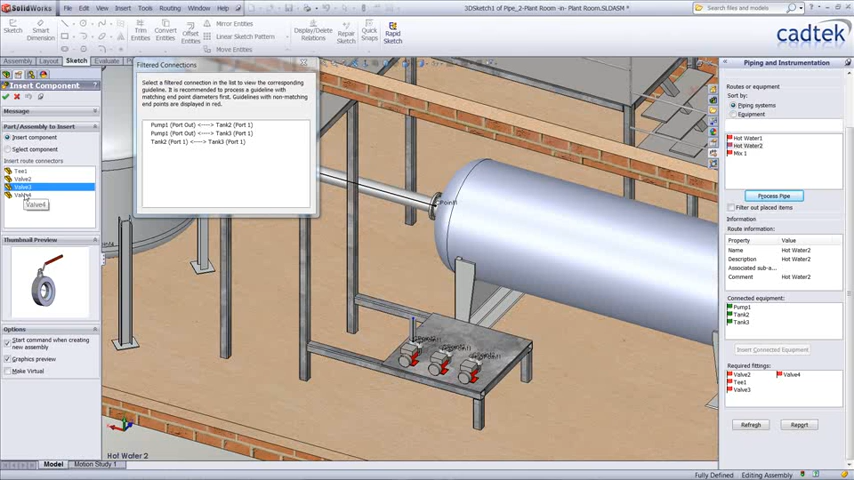 SolidWorks
File Edit View Insert Tools Window Help
3DSketch1 of Pipe_2-Plant Room -in- Plant Room.SLDASM *
Search files and models
cadtek
Sketch
Smart Dimension
Trim Entities
Convert Entities
Offset Entities
Mirror Entities
Linear Sketch Pattern
Move Entities
Display/Delete Relations
Repair Sketch
Quick Snaps
Rapid Sketch
Assembly Layout Sketch Evaluate
Insert Component
Message
Part/Assembly to Insert
Insert component
Select component
Insert route connectors
Tee1
Valve2
Valve3
Valve4
Valve4
Thumbnail Preview
Options
Start command when creating new assembly
Graphics preview
Make Virtual
Filtered Connections
Select a filtered connection in the list to view the corresponding
guideline. It is recommended to process a guideline with
matching end point diameters first. Guidelines with non-matching
end points are displayed in red.
Pump1 (Port Out) <----> Tank2 (Port 1)
Pump1 (Port Out) <----> Tank3 (Port 1)
Tank2 (Port 1) <----> Tank3 (Port 1)
Hot Water 2
Piping and Instrumentation
Routes or equipment
Sort by:
Piping systems
Equipment
Hot Water1
Hot Water2
Mix 1
Process Pipe
Filter out placed items
Information
Route information:
Property Value
Name Hot Water2
Description Hot Water2
Associated sub-a...
Comment Hot Water2
Connected equipment:
Pump1
Tank2
Tank3
Insert Connected Equipment
Required fittings:
Valve2 Valve4
Tee1
Valve3
Refresh Report
Model Motion Study 1
Fully Defined Editing Assembly